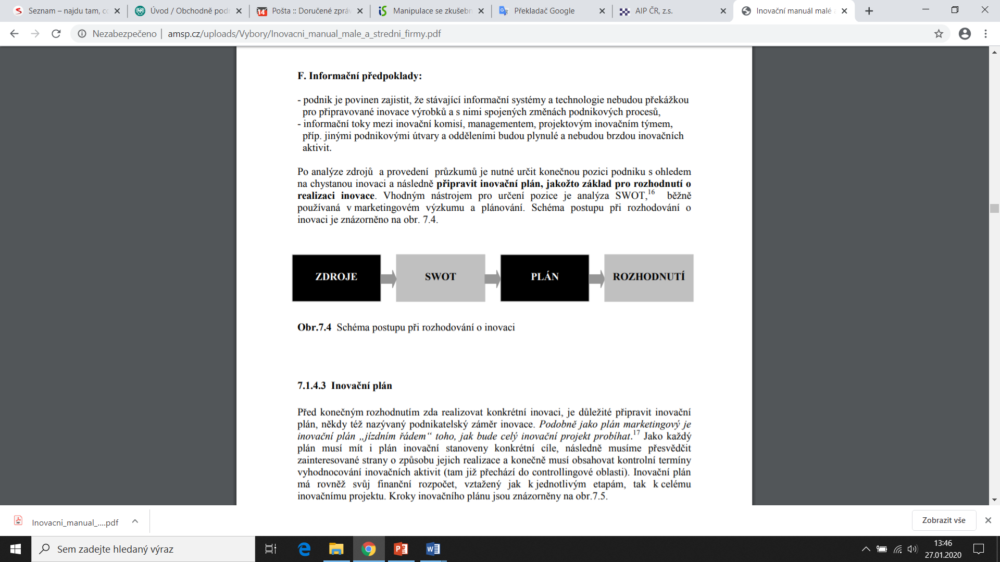 Seznam – najdu tam, co
Úvod / Obchodně pod
Pošta :: Doručené zpráv
Manipulace se zkušebn
Překladač Google
AIP ČR, z.s.
Inovační manuál malé a
Nezabezpečeno | amsp.cz/uploads/Vybory/Inovacni_manual_male_a_stredni_firmy.pdf
F. Informační předpoklady:
- podnik je povinen zajistit, že stávající informační systémy a technologie nebudou překážkou
pro připravované inovace výrobků a s nimi spojených změnách podnikových procesů,
- informační toky mezi inovační komisí, managementem, projektovým inovačním týmem,
příp. jinými podnikovými útvary a odděleními budou plynulé a nebudou brzdou inovačních
aktivit.
Po analýze zdrojů a provedení průzkumů je nutné určit konečnou pozici podniku s ohledem
na chystanou inovaci a následně připravit inovační plán, jakožto základ pro rozhodnutí o
realizaci inovace. Vhodným nástrojem pro určení pozice je analýza SWOT,16 běžně
používaná v marketingovém výzkumu a plánování. Schéma postupu při rozhodování o
inovaci je znázorněno na obr. 7.4.
ZDROJE
SWOT
PLÁN
ROZHODNUTÍ
Obr.7.4 Schéma postupu při rozhodování o inovaci
7.1.4.3 Inovační plán
Před konečným rozhodnutím zda realizovat konkrétní inovaci, je důležité připravit inovační
plán, někdy též nazývaný podnikatelský záměr inovace. Podobně jako plán marketingový je
inovační plán „jízdním řádem“ toho, jak bude celý inovační projekt probíhat.17 Jako každý
plán musí mít i plán inovační stanoveny konkrétní cíle, následně musíme přesvědčit
zainteresované strany o způsobu jejich realizace a konečně musí obsahovat kontrolní termíny
vyhodnocování inovačních aktivit (tam již přechází do controllingové oblasti). Inovační plán
má rovněž svůj finanční rozpočet, vztažený jak k jednotlivým etapám, tak k celému
inovačnímu projektu. Kroky inovačního plánu jsou znázorněny na obr.7.5.
Inovacni_manual_....pdf
Zobrazit vše
Sem zadejte hledaný výraz
13:46
27.01.2020